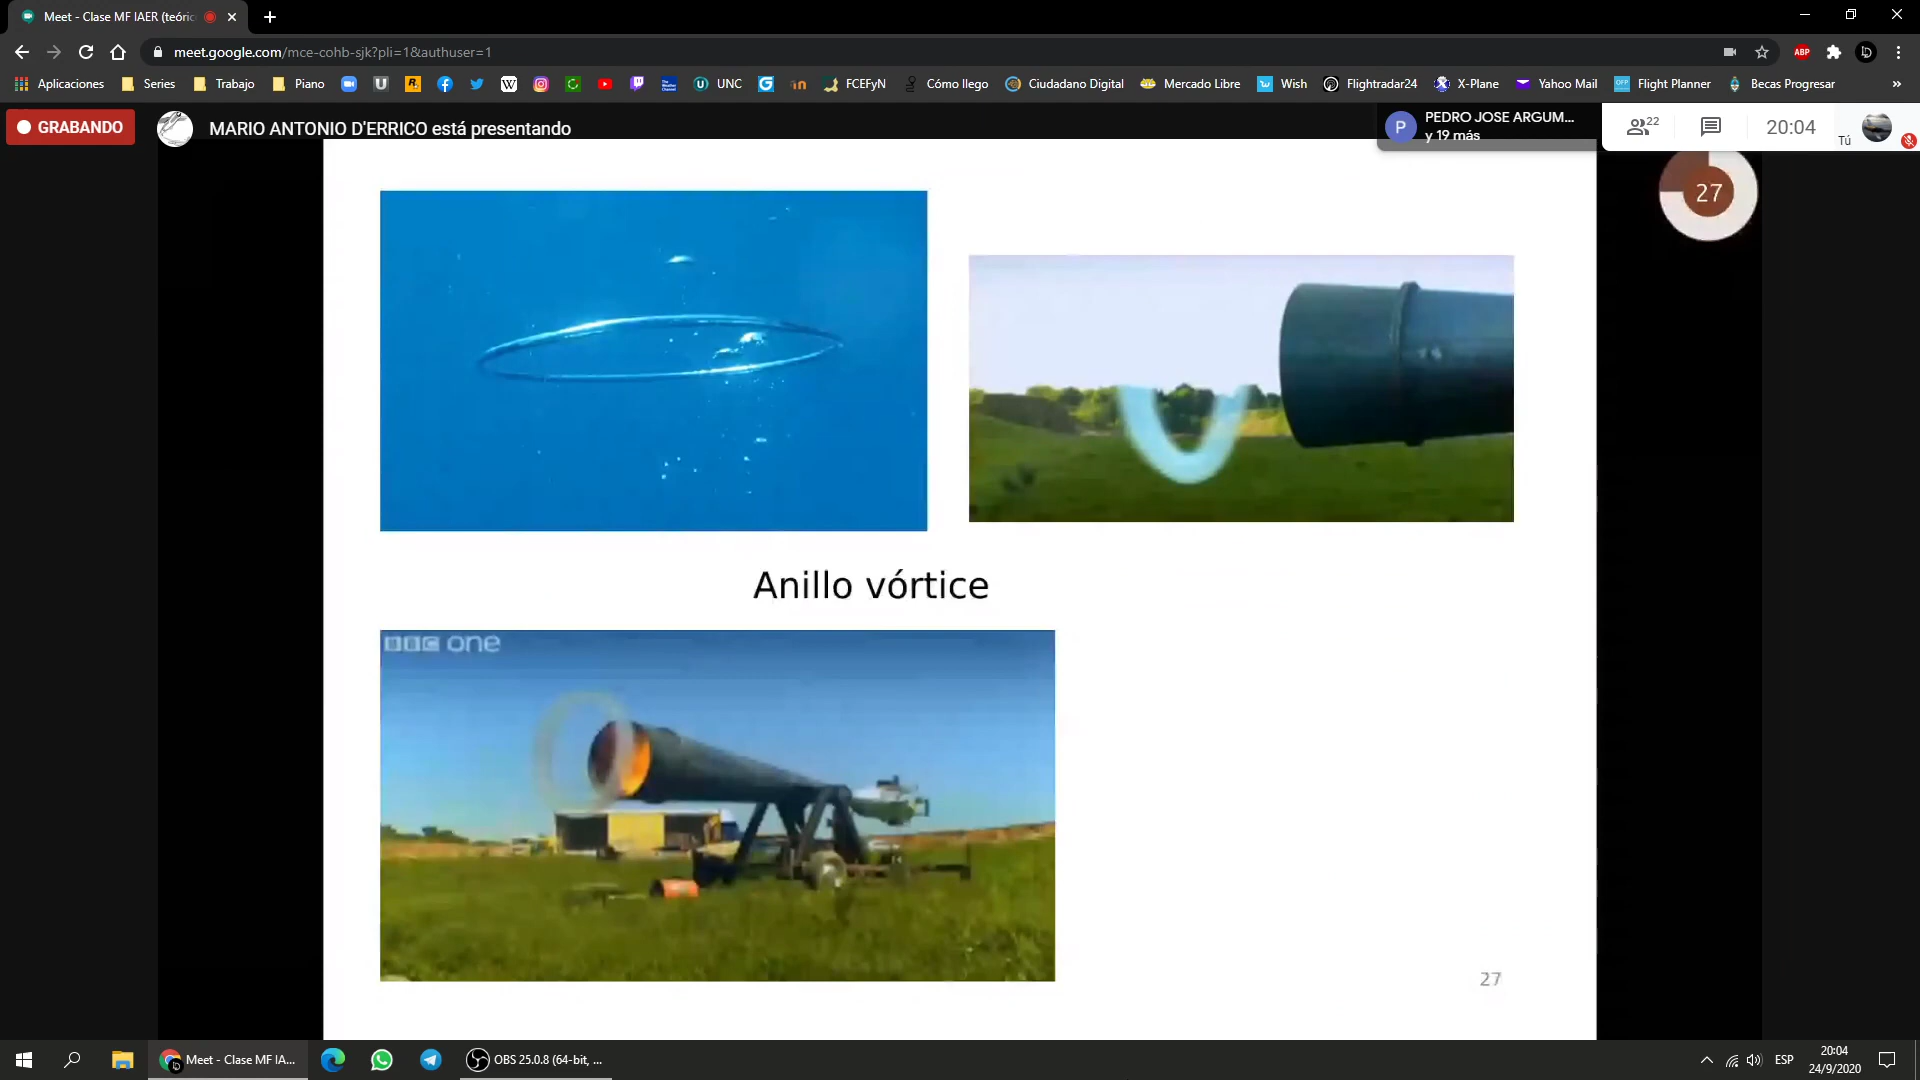 Meet - Clase MF IAER (teóric
meet.google.com/mce-cohb-sjk?pli=1&authuser=1
ABP
Aplicaciones
Series
Trabajo
Piano
UNC
FCEFyN
Cómo llego
Ciudadano Digital
Mercado Libre
Wish
Flightradar24
X-Plane
Yahoo Mail
Flight Planner
Becas Progresar
»
GRABANDO
MARIO ANTONIO D'ERRICO está presentando
P
PEDRO JOSE ARGUM...
y 19 más
22
20:04
Tú
27
Anillo vórtice
BBC one
27
Meet - Clase MF IA...
OBS 25.0.8 (64-bit, ...
ESP
20:04
24/9/2020